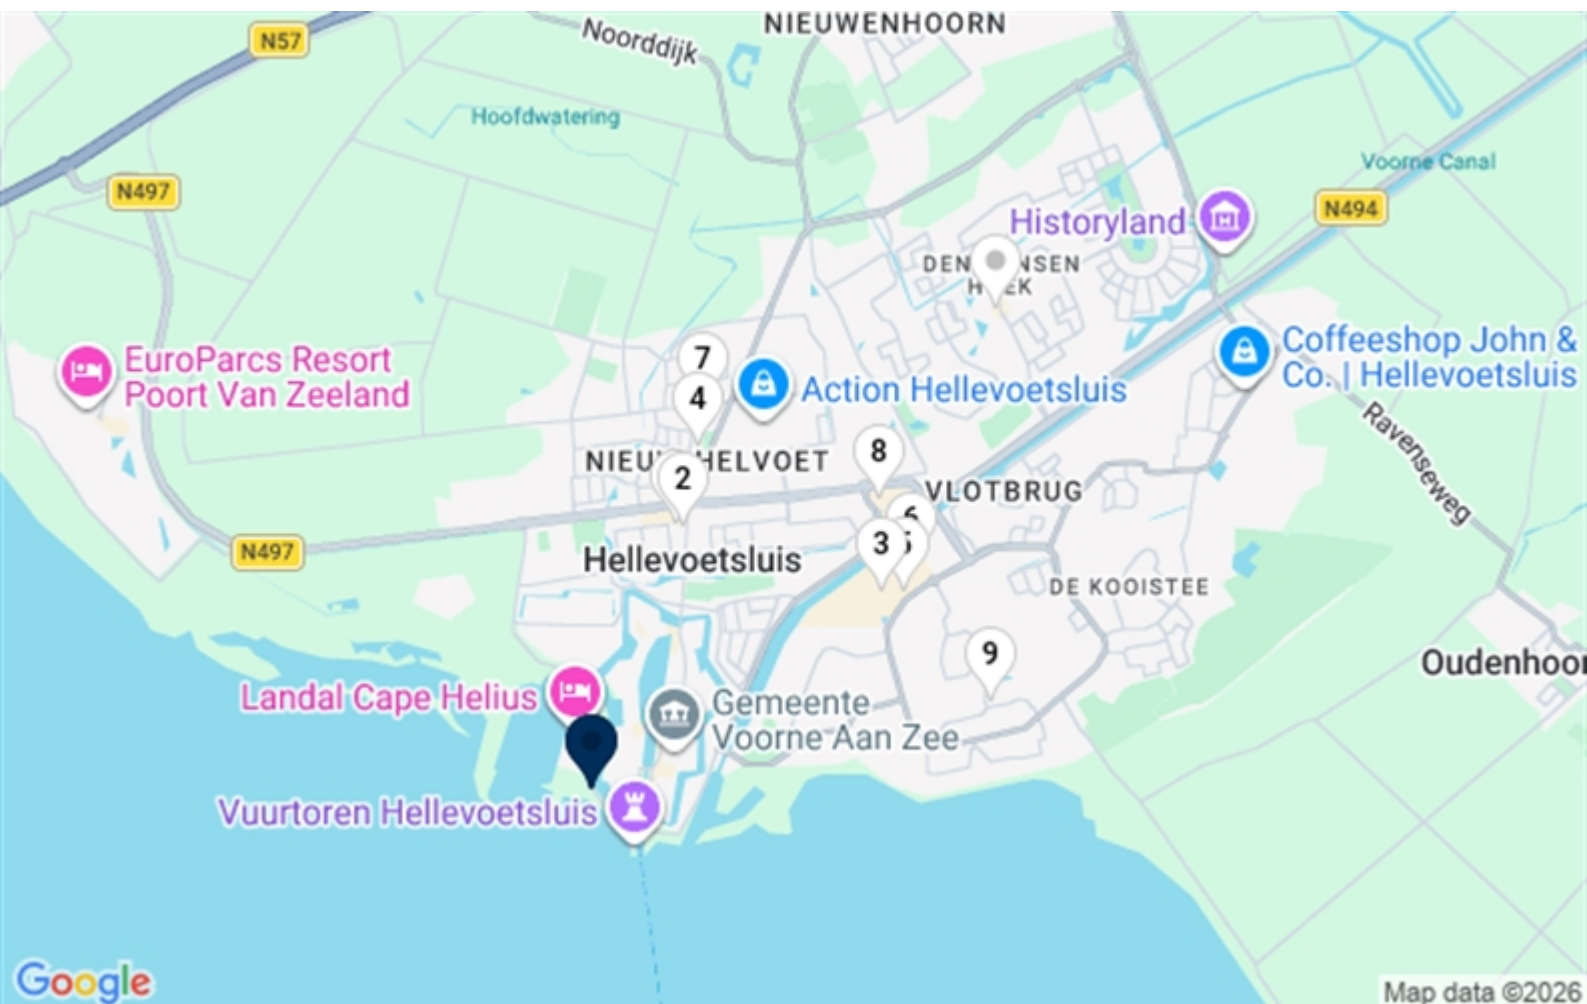 NIEUWENHOORN
N57
Noorddijk
Hoofdwatering
Voorne Canal
N497
N494
Historyland
DEN
NSEN
H
EK
EuroParcs Resort
Poort Van Zeeland
7
4
Action Hellevoetsluis
Coffeeshop John &
Co. | Hellevoetsluis
Ravenseweg
NIEU
HELVOET
2
8
VLOTBRUG
6
3
N497
Hellevoetsluis
DE KOOISTEE
9
Oudenhoor
Landal Cape Helius
Gemeente
Voorne Aan Zee
Vuurtoren Hellevoetsluis
Google
Map data ©2026